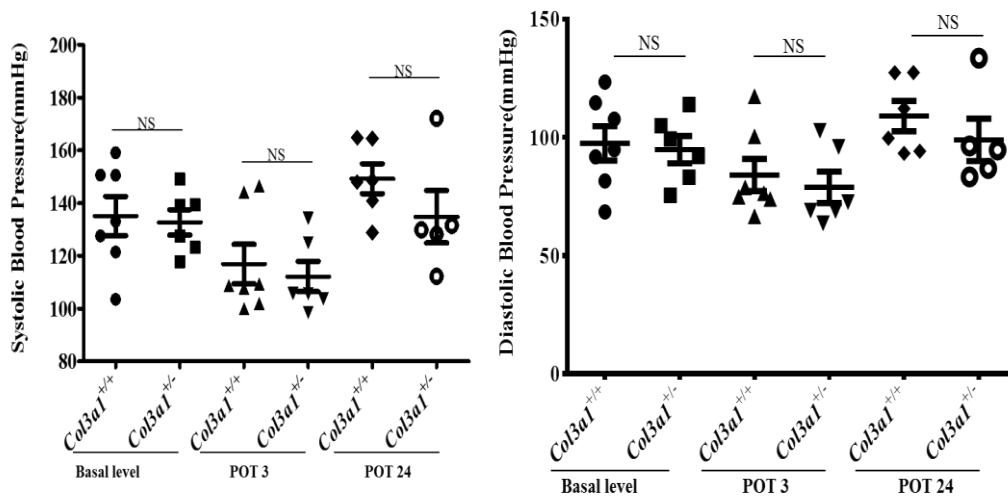 Systolic Blood Pressure(mmHg)
200
180
160
140
120
100
80
NS
NS
NS
Col3a1+/+
Col3a1+/-
Col3a1+/+
Col3a1+/-
Col3a1+/+
Col3a1+/-
Basal level
POT 3
POT 24
Diastolic Blood Pressure(mmHg)
150
100
50
0
NS
NS
NS
Col3a1+/+
Col3a1+/-
Col3a1+/+
Col3a1+/-
Col3a1+/+
Col3a1+/-
Basal level
POT 3
POT 24